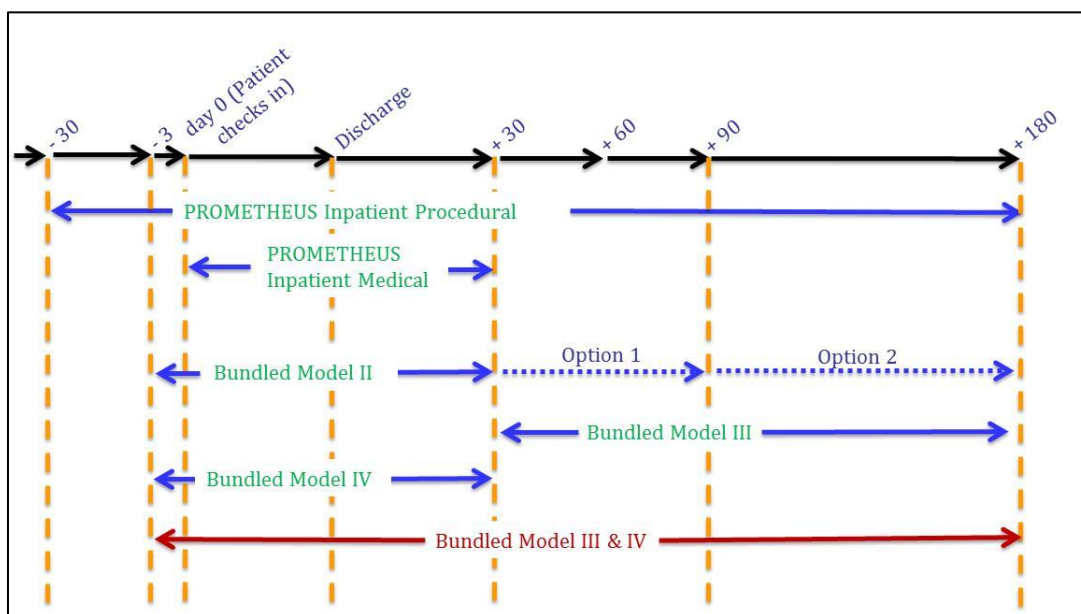 - 30
- 3
day 0 (Patient
checks in)
Discharge
+ 30
+ 60
+ 90
+ 180
PROMETHEUS Inpatient Procedural
PROMETHEUS
Inpatient Medical
Bundled Model II
Option 1
Option 2
Bundled Model III
Bundled Model IV
Bundled Model III & IV